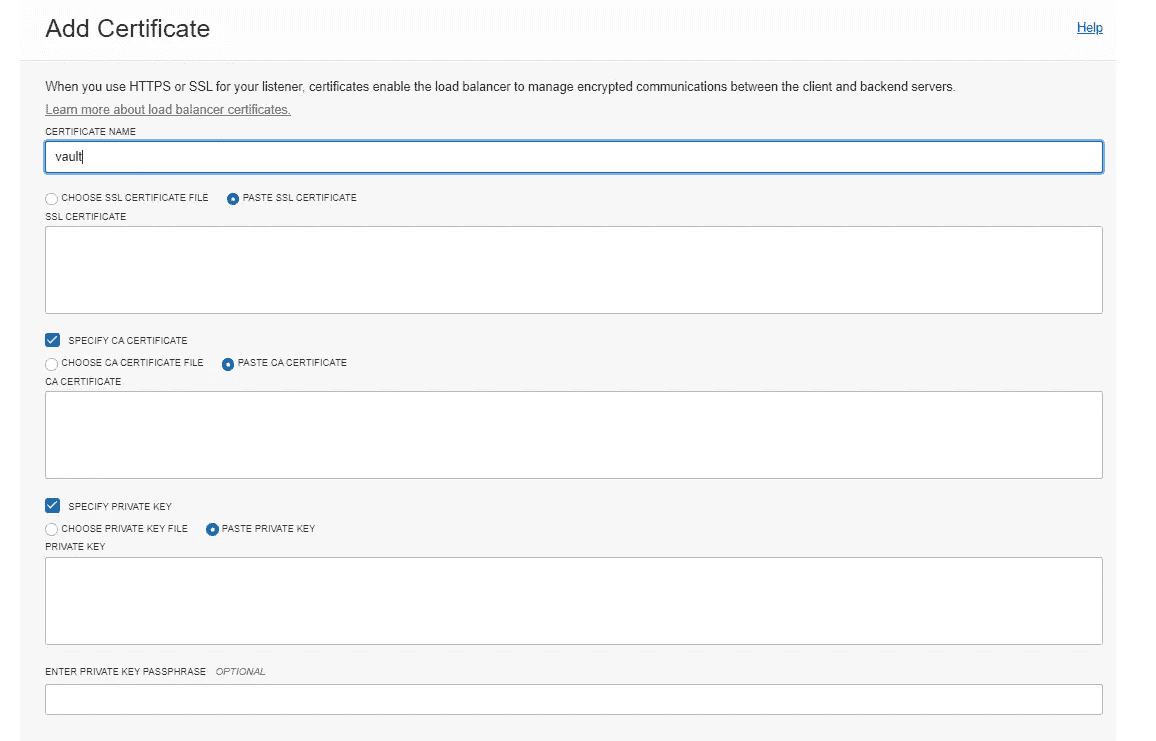 Add Certificate
Help
When you use HTTPS or SSL for your listener, certificates enable the load balancer to manage encrypted communications between the client and backend servers.
Learn more about load balancer certificates.
CERTIFICATE NAME
vault
CHOOSE SSL CERTIFICATE FILE PASTE SSL CERTIFICATE
SSL CERTIFICATE
SPECIFY CA CERTIFICATE
CHOOSE CA CERTIFICATE FILE PASTE CA CERTIFICATE
CA CERTIFICATE
SPECIFY PRIVATE KEY
CHOOSE PRIVATE KEY FILE PASTE PRIVATE KEY
PRIVATE KEY
ENTER PRIVATE KEY PASSPHRASE OPTIONAL